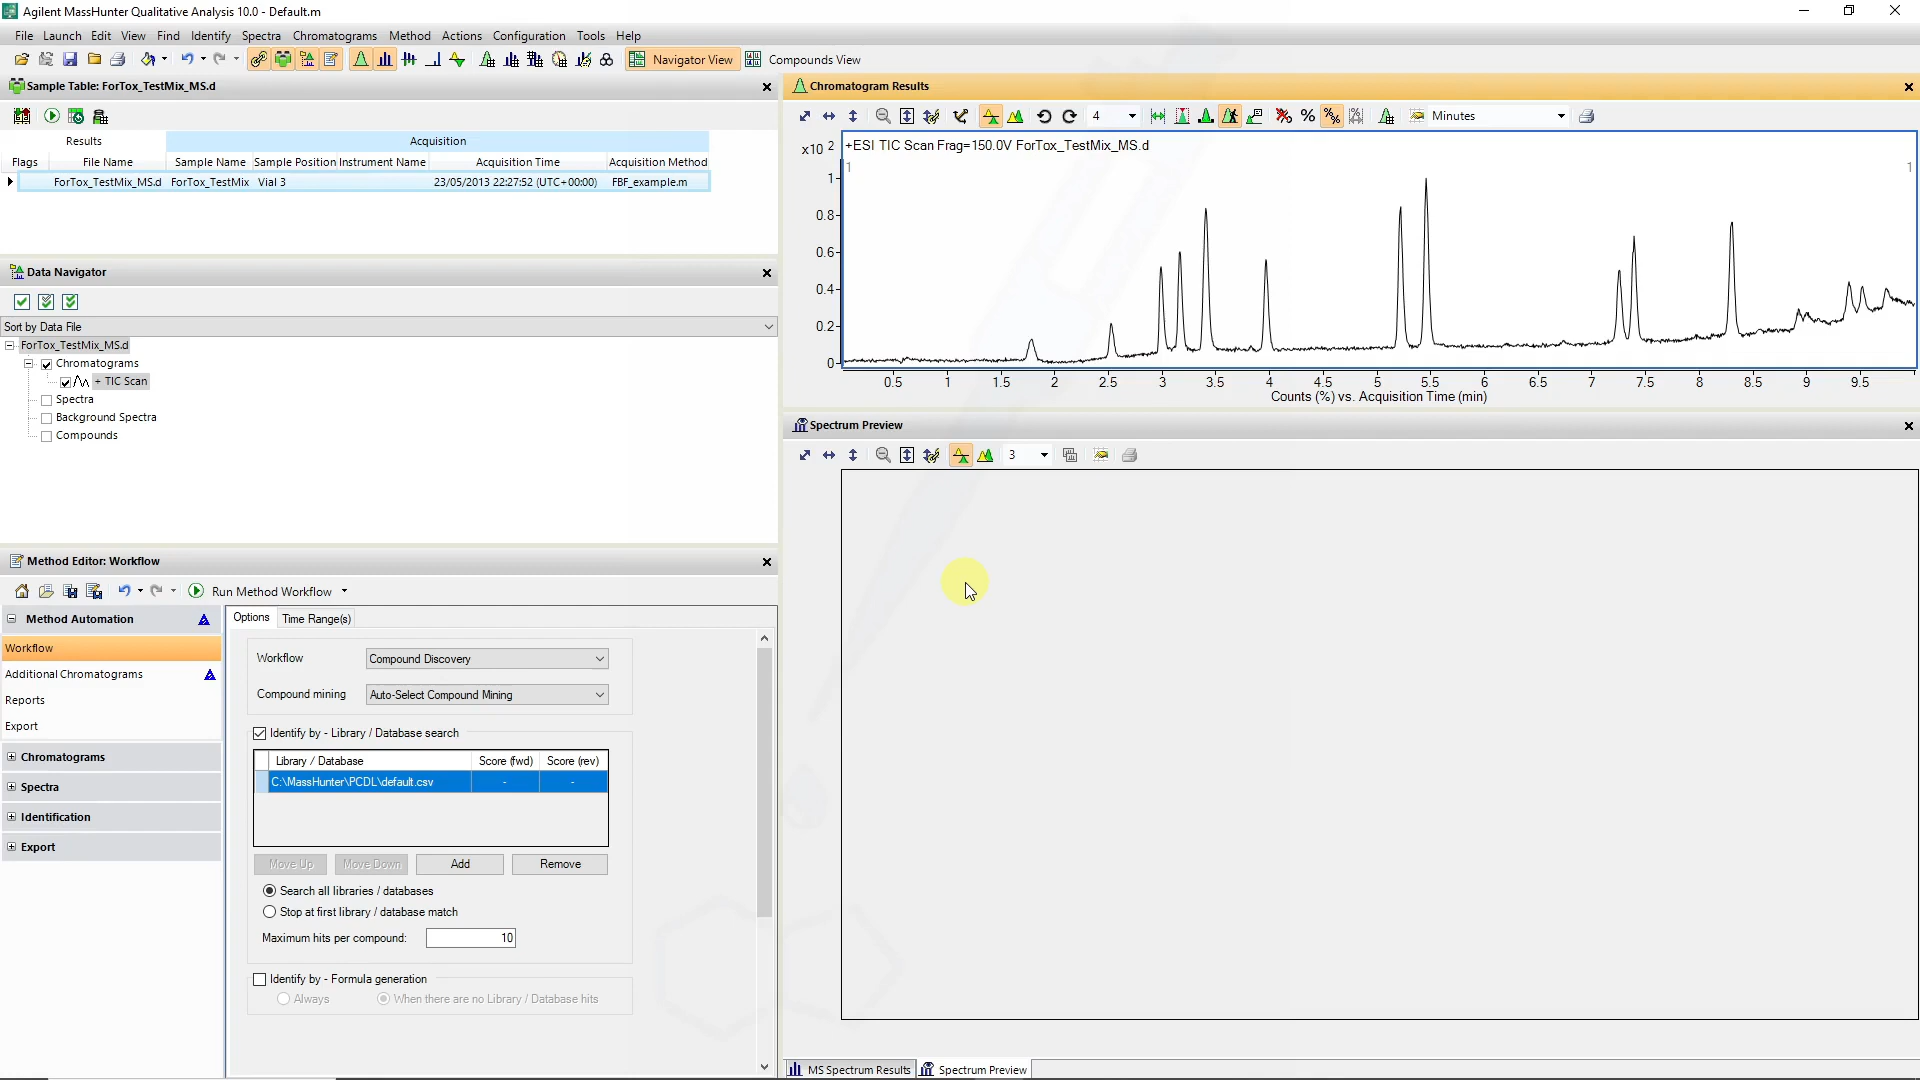 Agilent MassHunter Qualitative Analysis 10.0 - Default.m
File Launch Edit View Find Identify Spectra Chromatograms Method Actions Configuration Tools Help
Navigator View Compounds View
Sample Table: ForTox_TestMix_MS.d
Results Acquisition
Flags File Name Sample Name Sample Position Instrument Name Acquisition Time Acquisition Method
ForTox_TestMix_MS.d ForTox_TestMix Vial 3 23/05/2013 22:27:52 (UTC+00:00) FBF_example.m
Data Navigator
Sort by Data File
ForTox_TestMix_MS.d
Chromatograms
+ TIC Scan
Spectra
Background Spectra
Compounds
Method Editor: Workflow
Run Method Workflow
Method Automation
Workflow
Additional Chromatograms
Reports
Export
Chromatograms
Spectra
Identification
Export
Options Time Range(s)
Workflow Compound Discovery
Compound mining Auto-Select Compound Mining
Identify by - Library / Database search
Library / Database Score (fwd) Score (rev)
C:\MassHunter\PCDL\default.csv - -
Move Up Move Down Add Remove
Search all libraries / databases
Stop at first library / database match
Maximum hits per compound: 10
Identify by - Formula generation
Always When there are no Library / Database hits
Chromatogram Results
4 Minutes
x10 2
+ESI TIC Scan Frag=150.0V ForTox_TestMix_MS.d
1 1
1
0.8
0.6
0.4
0.2
0
0.5 1 1.5 2 2.5 3 3.5 4 4.5 5 5.5 6 6.5 7 7.5 8 8.5 9 9.5
Counts (%) vs. Acquisition Time (min)
Spectrum Preview
3
MS Spectrum Results Spectrum Preview